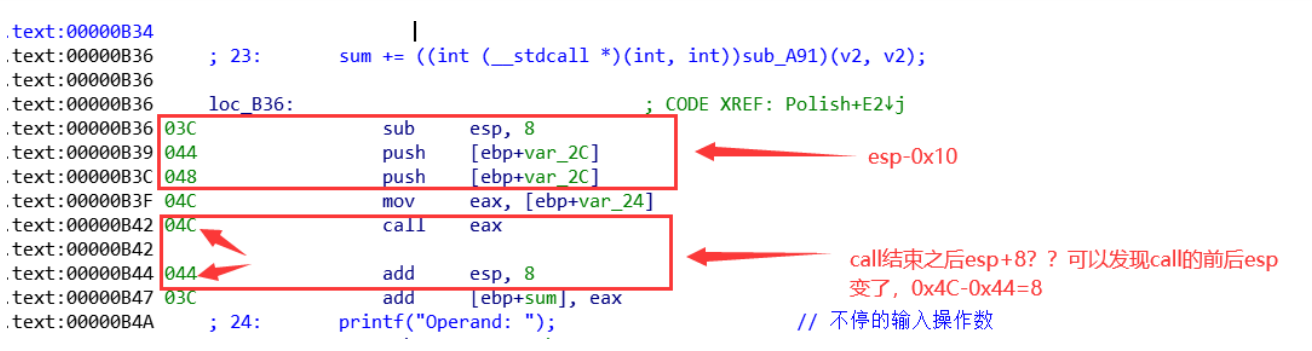 .text:00000B34
.text:00000B36 ; 23: sum += ((int (__stdcall *)(int, int))sub_A91)(v2, v2);
.text:00000B36
.text:00000B36 loc_B36: ; CODE XREF: Polish+E2↓j
.text:00000B36 03C sub esp, 8
.text:00000B39 044 push [ebp+var_2C]
esp-0x10
.text:00000B3C 048 push [ebp+var_2C]
.text:00000B3F 04C mov eax, [ebp+var_24]
.text:00000B42 04C call eax
.text:00000B42
call结束之后esp+8？？可以发现call的前后esp
变了，0x4C-0x44=8
.text:00000B44 044 add esp, 8
.text:00000B47 03C add [ebp+sum], eax
.text:00000B4A ; 24: printf("Operand: "); // 不停的输入操作数